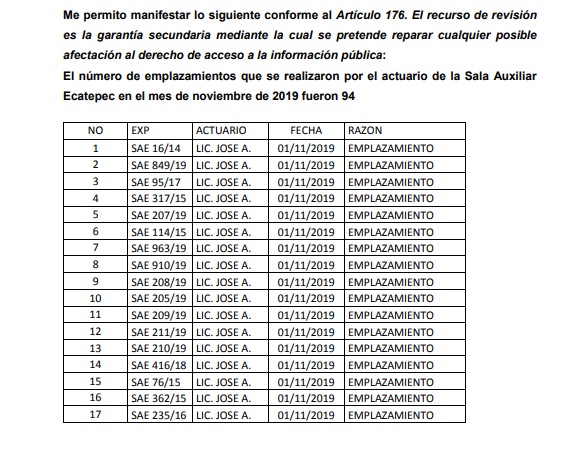 Me permito manifestar lo siguiente conforme al Artículo 176. El recurso de revisión
es la garantía secundaria mediante la cual se pretende reparar cualquier posible
afectación al derecho de acceso a la información pública:
El número de emplazamientos que se realizaron por el actuario de la Sala Auxiliar
Ecatepec en el mes de noviembre de 2019 fueron 94
NO EXP ACTUARIO FECHA RAZON
1 SAE 16/14 LIC. JOSE A. 01/11/2019 EMPLAZAMIENTO
2 SAE 849/19 LIC. JOSE A. 01/11/2019 EMPLAZAMIENTO
3 SAE 95/17 LIC. JOSE A. 01/11/2019 EMPLAZAMIENTO
4 SAE 317/15 LIC. JOSE A. 01/11/2019 EMPLAZAMIENTO
5 SAE 207/19 LIC. JOSE A. 01/11/2019 EMPLAZAMIENTO
6 SAE 114/15 LIC. JOSE A. 01/11/2019 EMPLAZAMIENTO
7 SAE 963/19 LIC. JOSE A. 01/11/2019 EMPLAZAMIENTO
8 SAE 910/19 LIC. JOSE A. 01/11/2019 EMPLAZAMIENTO
9 SAE 208/19 LIC. JOSE A. 01/11/2019 EMPLAZAMIENTO
10 SAE 205/19 LIC. JOSE A. 01/11/2019 EMPLAZAMIENTO
11 SAE 209/19 LIC. JOSE A. 01/11/2019 EMPLAZAMIENTO
12 SAE 211/19 LIC. JOSE A. 01/11/2019 EMPLAZAMIENTO
13 SAE 210/19 LIC. JOSE A. 01/11/2019 EMPLAZAMIENTO
14 SAE 416/18 LIC. JOSE A. 01/11/2019 EMPLAZAMIENTO
15 SAE 76/15 LIC. JOSE A. 01/11/2019 EMPLAZAMIENTO
16 SAE 362/15 LIC. JOSE A. 01/11/2019 EMPLAZAMIENTO
17 SAE 235/16 LIC. JOSE A. 01/11/2019 EMPLAZAMIENTO